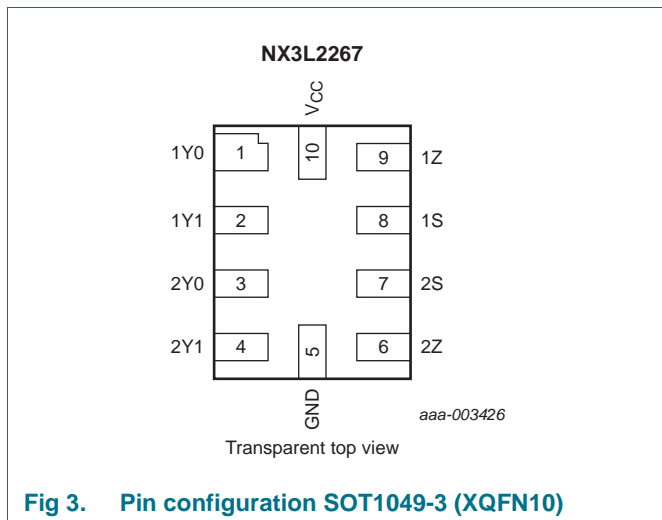 NX3L2267
VCC
1Y0 1 10 9 1Z
1Y1 2 8 1S
2Y0 3 7 2S
2Y1 4 5 6 2Z
GND
aaa-003426
Transparent top view
Fig 3. Pin configuration SOT1049-3 (XQFN10)